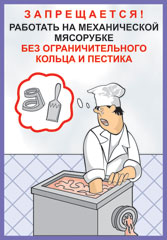 ЗАПРЕЩАЕТСЯ!
РАБОТАТЬ НА МЕХАНИЧЕСКОЙ
МЯСОРУБКЕ
БЕЗ ОГРАНИЧИТЕЛЬНОГО
КОЛЬЦА И ПЕСТИКА